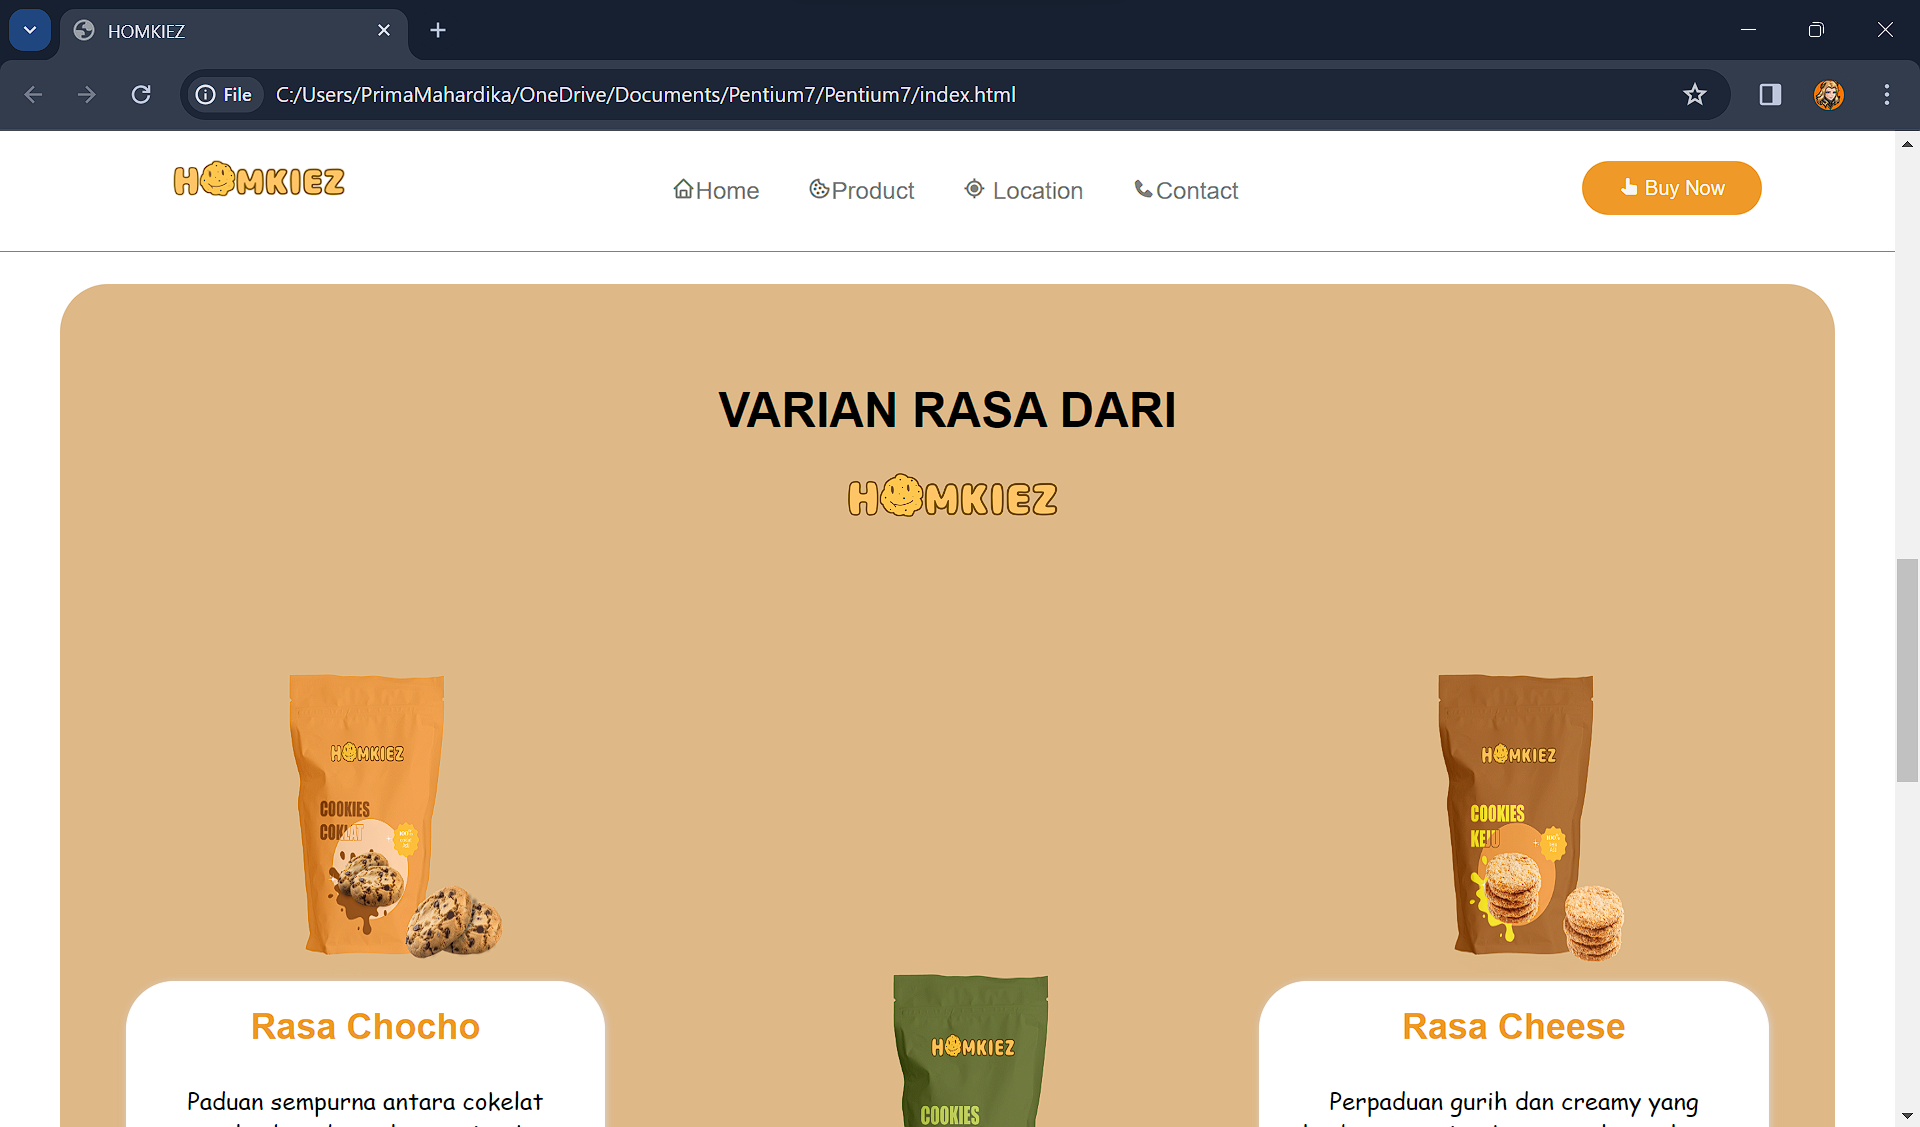 HOMKIEZ
File C:/Users/PrimaMahardika/OneDrive/Documents/Pentium7/Pentium7/index.html
HOMKIEZ Home Product Location Contact Buy Now
VARIAN RASA DARI
HOMKIEZ
HOMKIEZ
COOKIES
COKLAT
100%
HOMKIEZ
COOKIES
KEJU
100%
Rasa Chocho
Paduan sempurna antara cokelat
HOMKIEZ
COOKIES
Rasa Cheese
Perpaduan gurih dan creamy yang